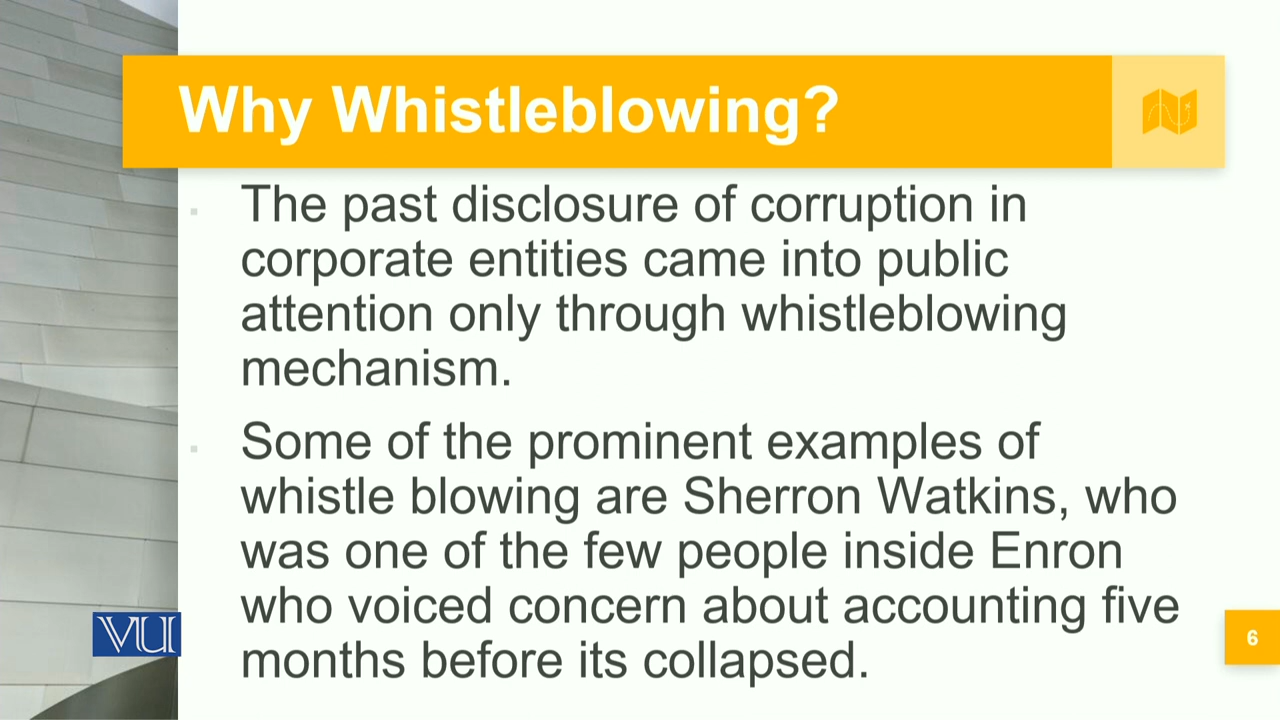 Why Whistleblowing?
The past disclosure of corruption in
corporate entities came into public
attention only through whistleblowing
mechanism.
Some of the prominent examples of
whistle blowing are Sherron Watkins, who
was one of the few people inside Enron
who voiced concern about accounting five
months before its collapsed.
VU
6